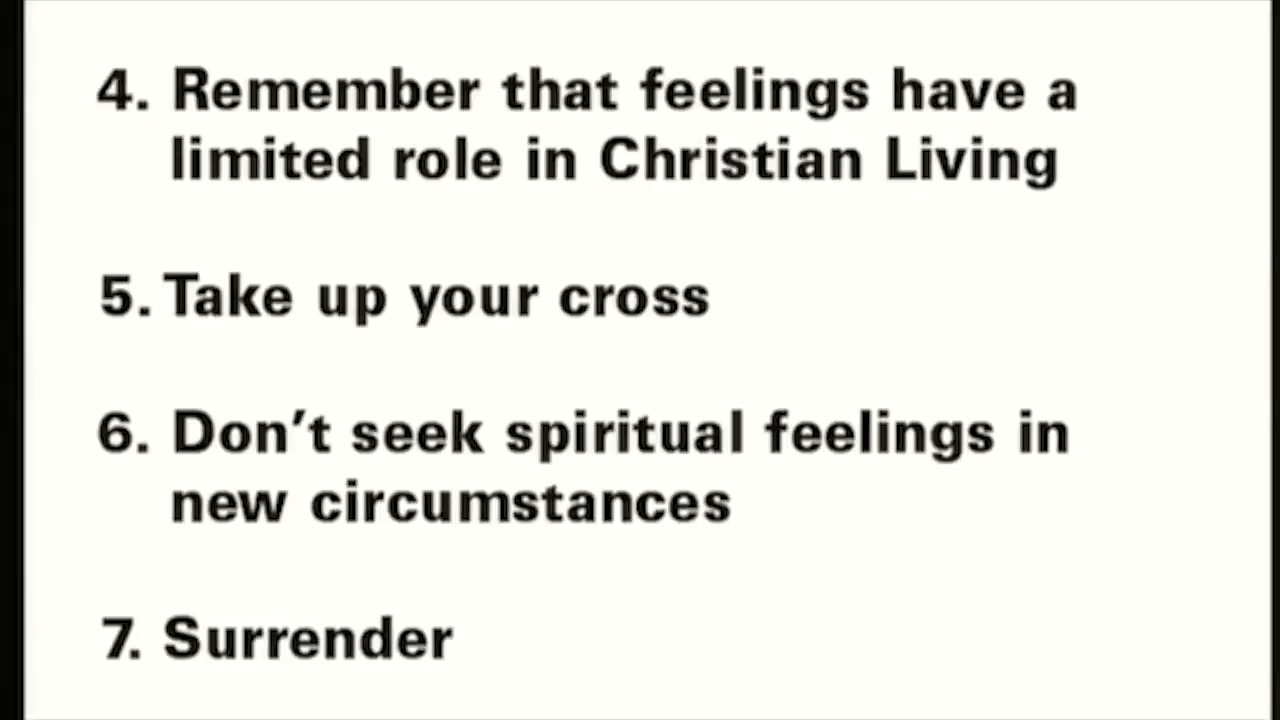 4. Remember that feelings have a
limited role in Christian Living
5. Take up your cross
6. Don't seek spiritual feelings in
new circumstances
7. Surrender